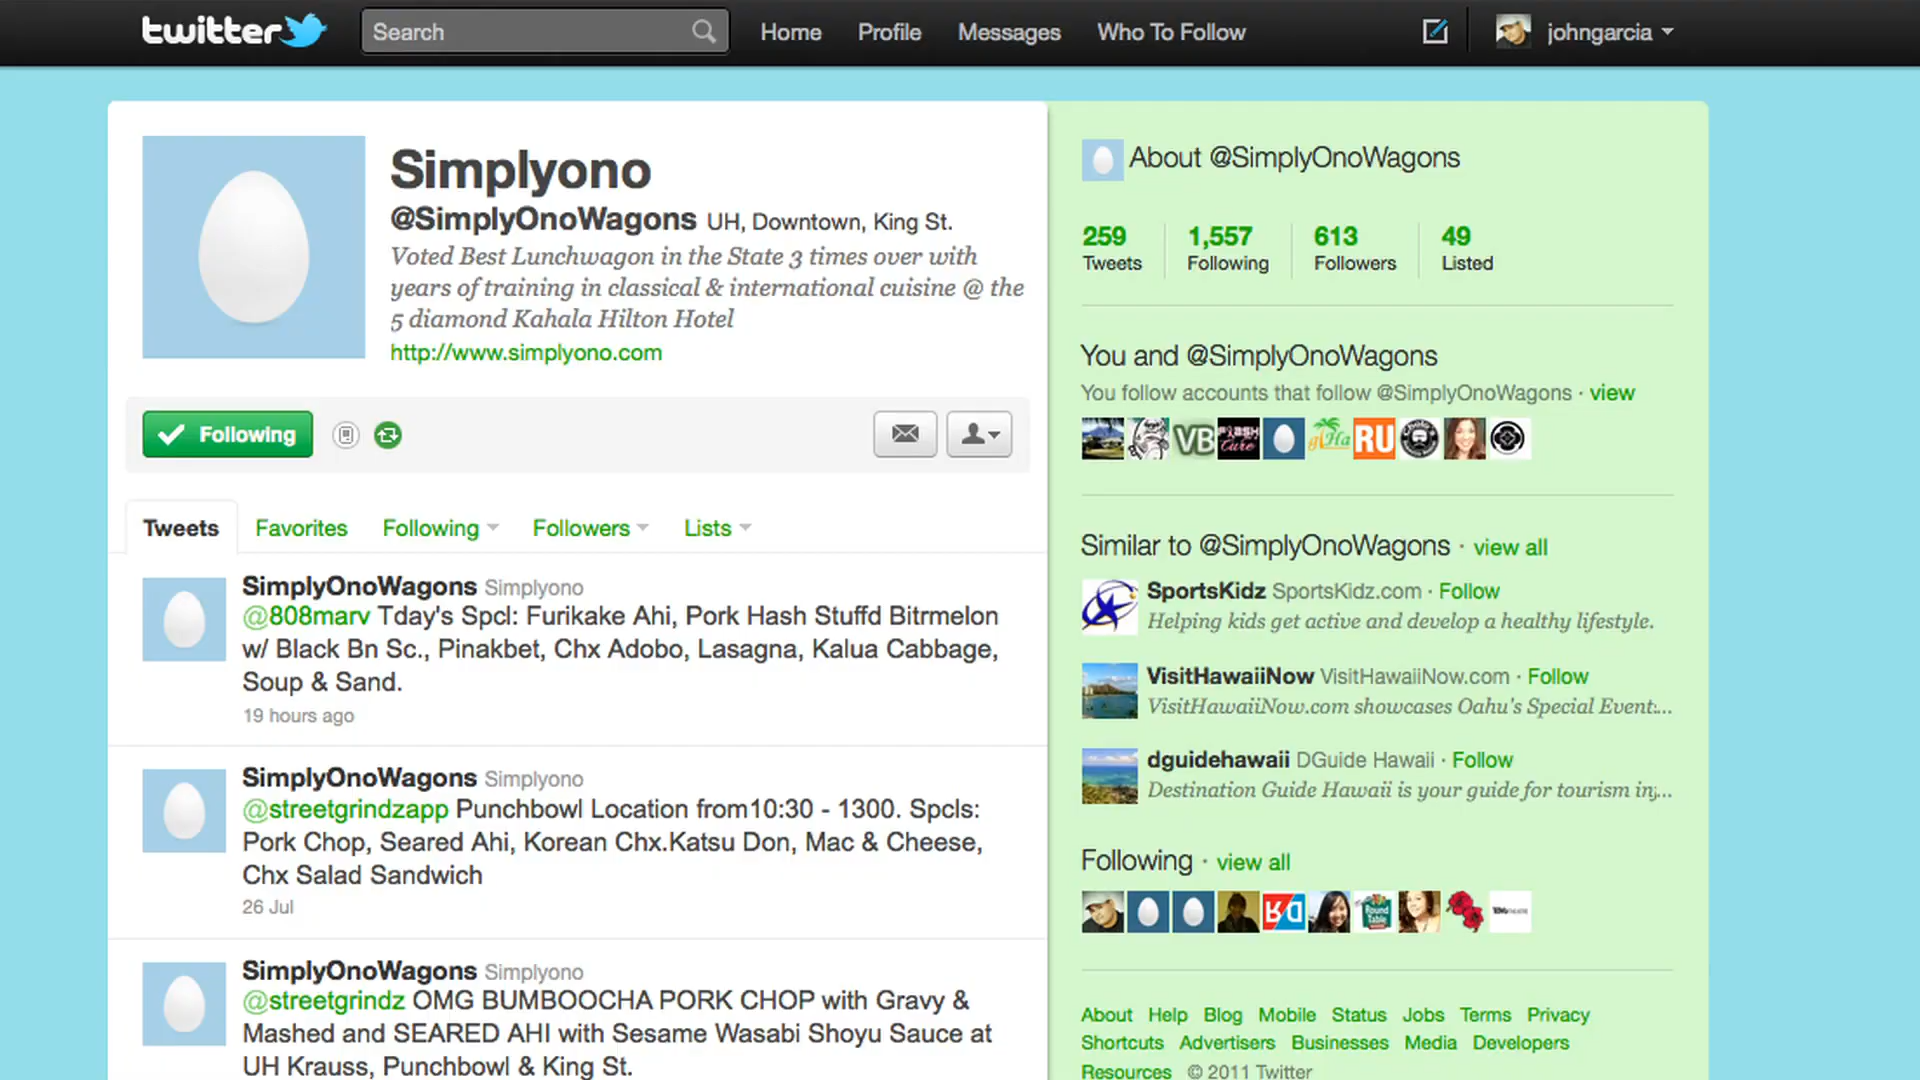 twitter Search Home Profile Messages Who To Follow johngarcia
Simplyono
@SimplyOnoWagons UH, Downtown, King St.
Voted Best Lunchwagon in the State 3 times over with
years of training in classical & international cuisine @ the
5 diamond Kahala Hilton Hotel
http://www.simplyono.com
Following
Tweets Favorites Following Followers Lists
SimplyOnoWagons Simplyono
@808marv Tday's Spcl: Furikake Ahi, Pork Hash Stuffd Bitrmelon
w/ Black Bn Sc., Pinakbet, Chx Adobo, Lasagna, Kalua Cabbage,
Soup & Sand.
19 hours ago
SimplyOnoWagons Simplyono
@streetgrindzapp Punchbowl Location from10:30 - 1300. Spcls:
Pork Chop, Seared Ahi, Korean Chx.Katsu Don, Mac & Cheese,
Chx Salad Sandwich
26 Jul
SimplyOnoWagons Simplyono
@streetgrindz OMG BUMBOOCHA PORK CHOP with Gravy &
Mashed and SEARED AHI with Sesame Wasabi Shoyu Sauce at
UH Krauss, Punchbowl & King St.
About @SimplyOnoWagons
259 1,557 613 49
Tweets Following Followers Listed
You and @SimplyOnoWagons
You follow accounts that follow @SimplyOnoWagons · view
VB RU
Similar to @SimplyOnoWagons · view all
SportsKidz SportsKidz.com · Follow
Helping kids get active and develop a healthy lifestyle.
VisitHawaiiNow VisitHawaiiNow.com · Follow
VisitHawaiiNow.com showcases Oahu's Special Event:...
dguidehawaii DGuide Hawaii · Follow
Destination Guide Hawaii is your guide for tourism in,...
Following · view all
Round
Table
About Help Blog Mobile Status Jobs Terms Privacy
Shortcuts Advertisers Businesses Media Developers
Resources © 2011 Twitter